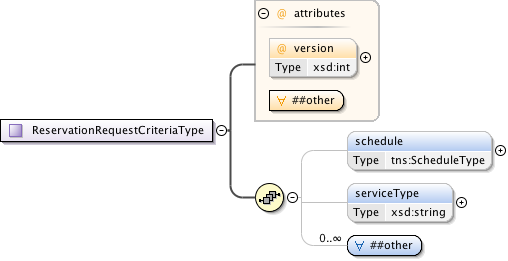 attributes
@ version
Type xsd:int
∀ ##other
ReservationRequestCriteriaType
schedule
Type tns:ScheduleType
serviceType
Type xsd:string
0..∞
∀ ##other